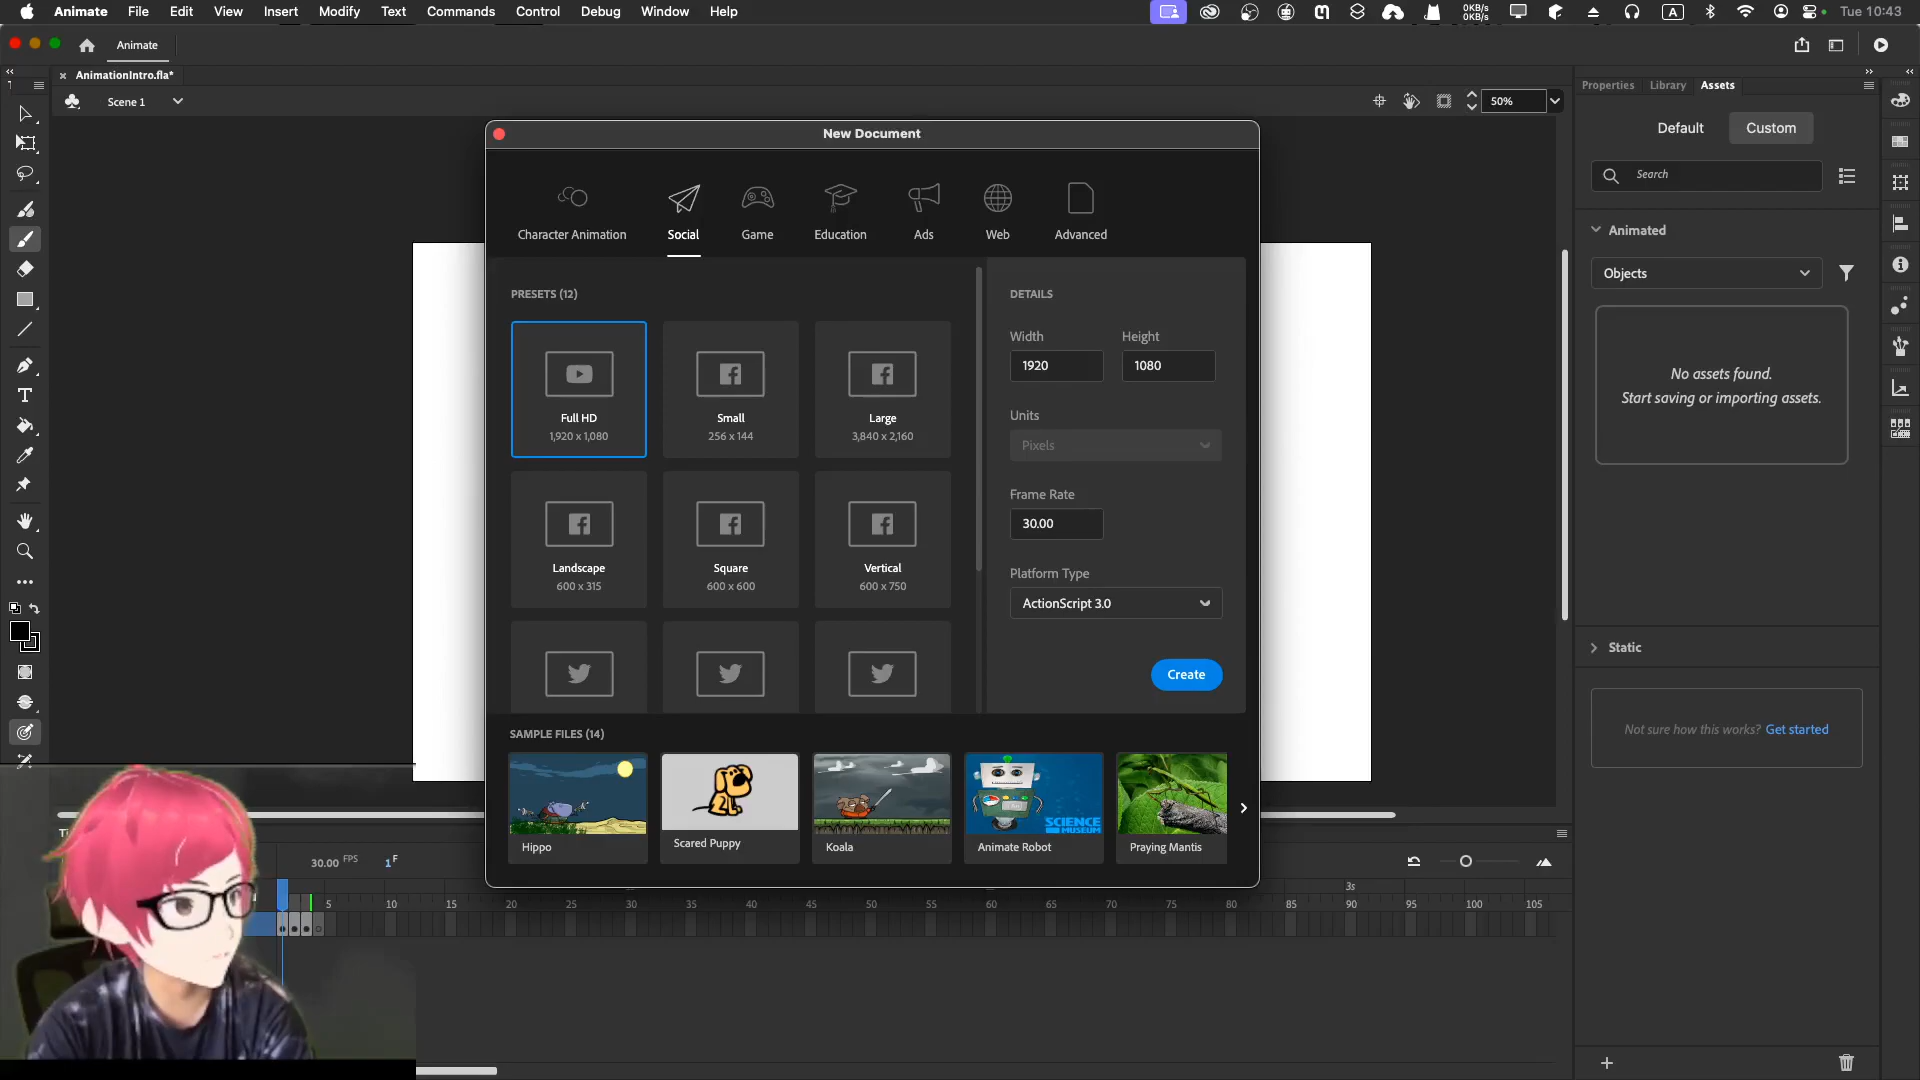 Animate File Edit View Insert Modify Text Commands Control Debug Window Help
0KB/s
0KB/s
A
Tue 10:43
Animate
AnimationIntro.fla*
Scene 1
50%
Properties Library Assets
Default Custom
Search
Animated
Objects
No assets found.
Start saving or importing assets.
Static
Not sure how this works? Get started
New Document
Character Animation Social Game Education Ads Web Advanced
PRESETS (12)
Full HD
1,920 x 1,080
Small
256 x 144
Large
3,840 x 2,160
Landscape
600 x 315
Square
600 x 600
Vertical
600 x 750
DETAILS
Width Height
1920 1080
Units
Pixels
Frame Rate
30.00
Platform Type
ActionScript 3.0
Create
SAMPLE FILES (14)
SCIENCE
MUSEUM
Hippo Scared Puppy Koala Animate Robot Praying Mantis
30.00 FPS 1 F
3s
5 10 15 20 25 30 35 40 45 50 55 60 65 70 75 80 85 90 95 100 105